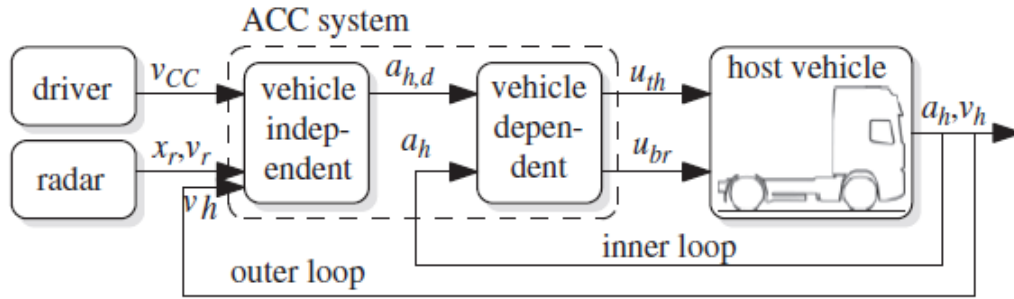 ACC system
driver
v_CC
vehicle
indep-
endent
a_h,d
vehicle
depen-
dent
u_th
host vehicle
a_h,v_h
radar
x_r,v_r
v_h
a_h
u_br
inner loop
outer loop